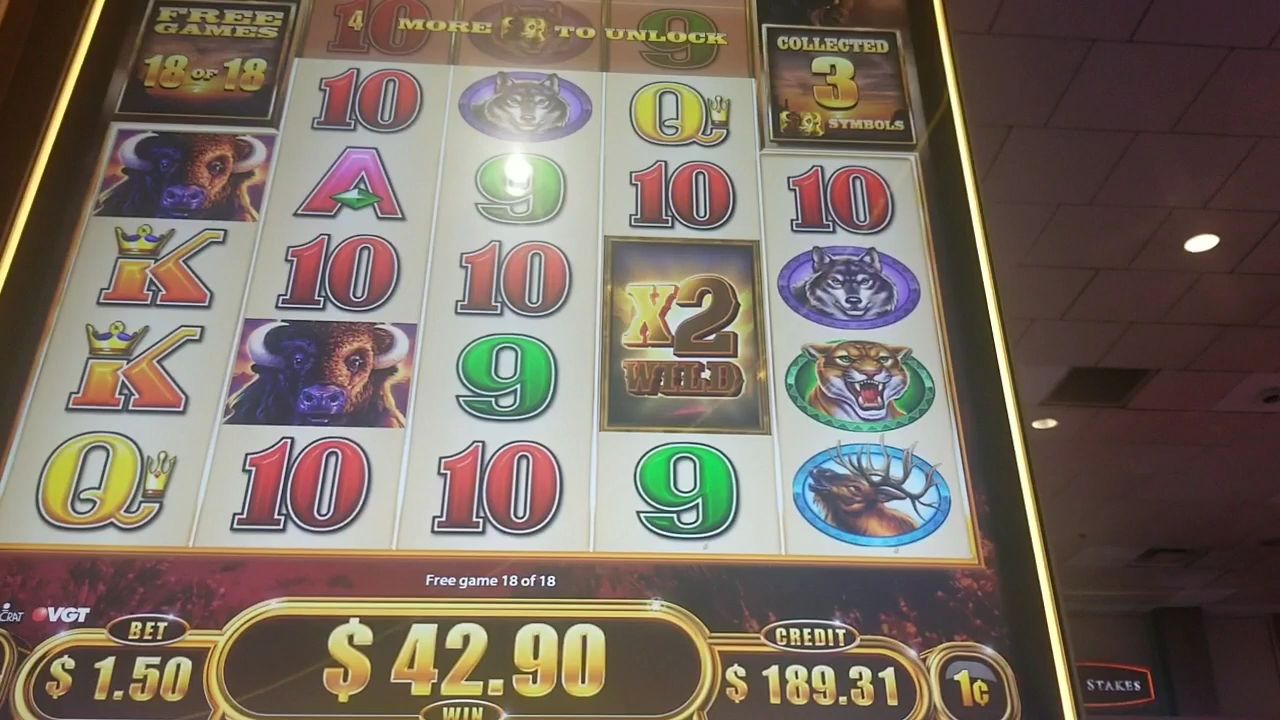 FREE GAMES
18 OF 18
4 MORE TO UNLOCK
COLLECTED
3
SYMBOLS
10 9
10 Q
A 9 10 10
K 10 10
X2
WILD
K 9
Q 10 10 9
Free game 18 of 18
VGT
BET
$ 1.50
$ 42.90
WIN
CREDIT
$ 189.31
1¢
STAKES